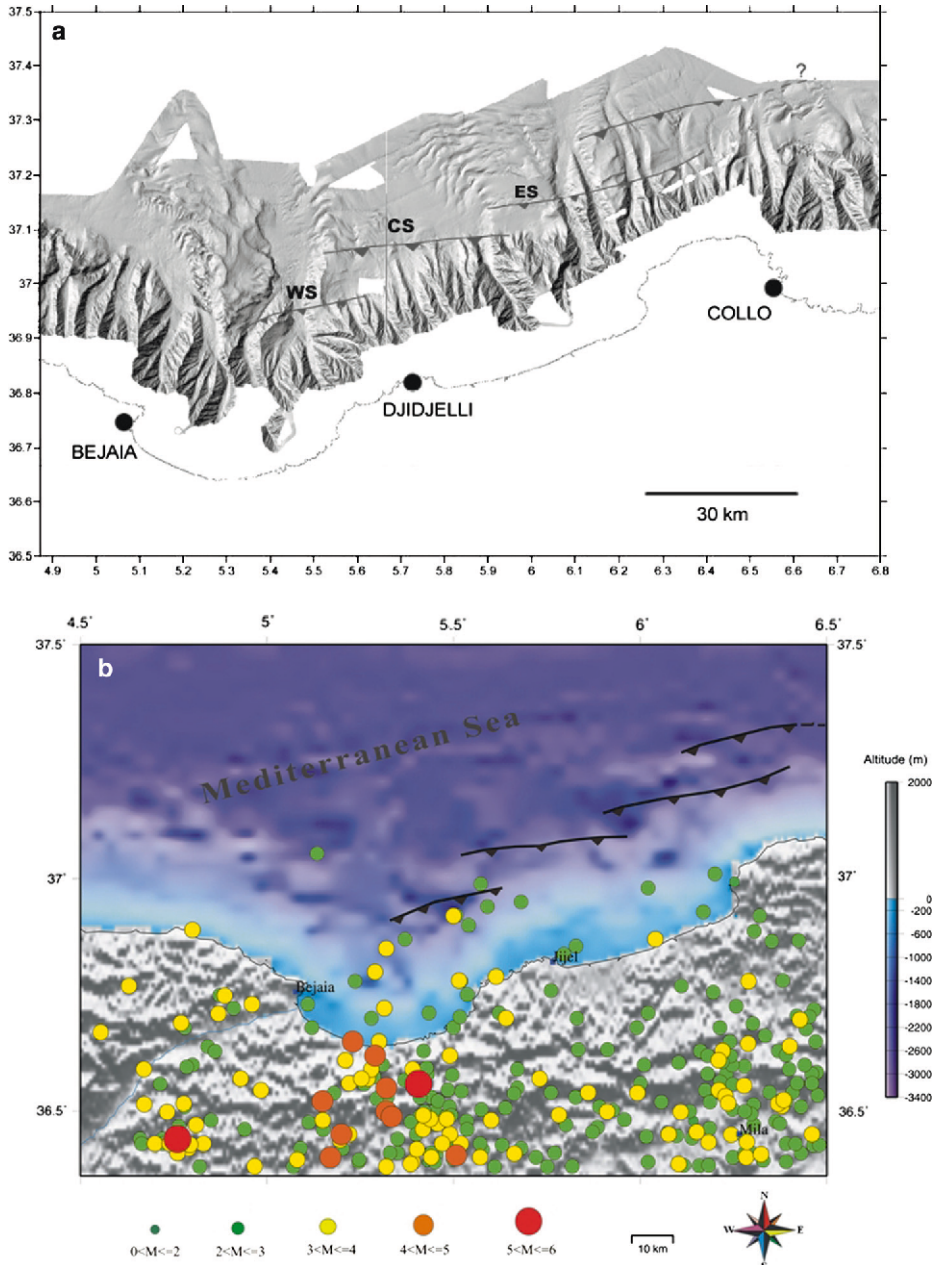 a
37.5
37.4
37.3
37.2
37.1
37
36.9
36.8
36.7
36.6
36.5
?
ES
CS
WS
COLLO
DJIDJELLI
BEJAIA
30 km
4.9 5 5.1 5.2 5.3 5.4 5.5 5.6 5.7 5.8 5.9 6 6.1 6.2 6.3 6.4 6.5 6.6 6.7 6.8
4.5° 5° 5.5° 6° 6.5°
37.5° 37.5°
b
Mediterranean Sea
37° 37°
Jijel
Bejaia
36.5° 36.5°
Mila
Altitude (m)
2000
0
-200
-600
-1000
-1400
-1800
-2200
-2600
-3000
-3400
0<M<=2 2<M<=3 3<M<=4 4<M<=5 5<M<=6
10 km
N
W E